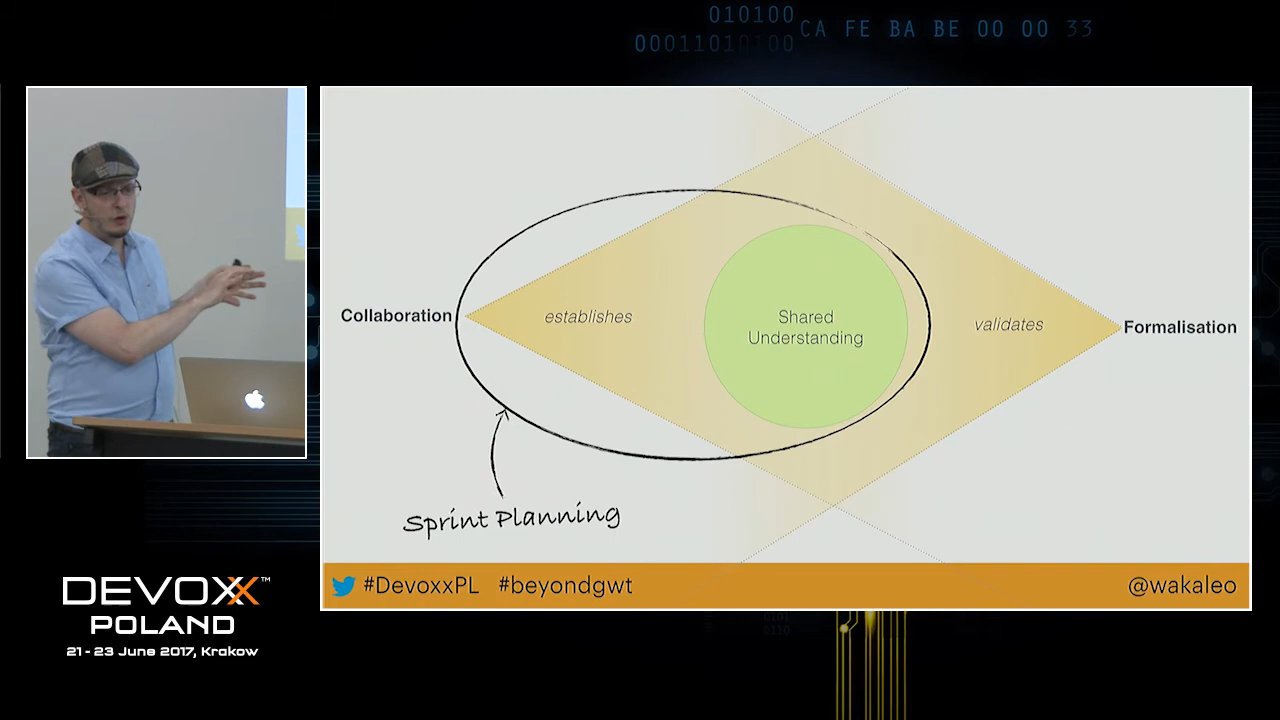 010100
00011010100
CA FE BA BE 00 00 33
Collaboration
establishes
Shared
Understanding
validates
Formalisation
Sprint Planning
#DevoxxPL #beyondgwt
@wakaleo
DEVOXX™
POLAND
21 - 23 June 2017, Krakow